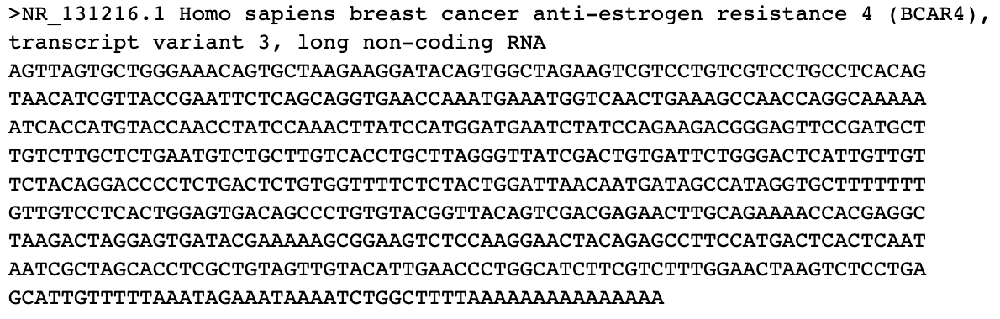 >NR_131216.1 Homo sapiens breast cancer anti-estrogen resistance 4 (BCAR4),
transcript variant 3, long non-coding RNA
AGTTAGTGCTGGGAAACAGTGCTAAGAAGGATACAGTGGCTAGAAGTCGTCCTGTCGTCCTGCCTCACAG
TAACATCGTTACCGAATTCTCAGCAGGTGAACCAAATGAAATGGTCAACTGAAAGCCAACCAGGCAAAAA
ATCACCATGTACCAACCTATCCAAACTTATCCATGGATGAATCTATCCAGAAGACGGGAGTTCCGATGCT
TGTCTTGCTCTGAATGTCTGCTTGTCACCTGCTTAGGGTTATCGACTGTGATTCTGGGACTCATTGTTGT
TCTACAGGACCCCTCTGACTCTGTGGTTTTCTCTACTGGATTAACAATGATAGCCATAGGTGCTTTTTTT
GTTGTCCTCACTGGAGTGACAGCCCTGTGTACGGTTACAGTCGACGAGAACTTGCAGAAAACCACGAGGC
TAAGACTAGGAGTGATACGAAAAAGCGGAAGTCTCCAAGGAACTACAGAGCCTTCCATGACTCACTCAAT
AATCGCTAGCACCTCGCTGTAGTTGTACATTGAACCCTGGCATCTTCGTCTTTGGAACTAAGTCTCCTGA
GCATTGTTTTTAAATAGAAATAAAATCTGGCTTTTAAAAAAAAAAAAAAA